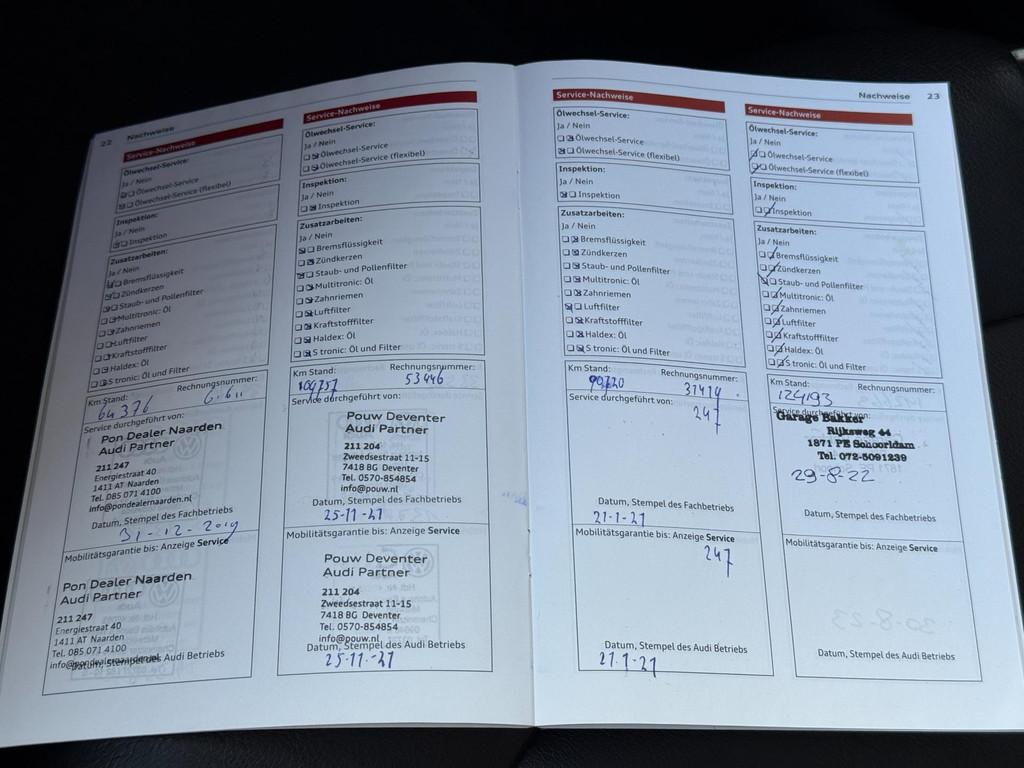 22 Nachweise
Service-Nachweise
Ölwechsel-Service:
Ja / Nein
Ölwechsel-Service
Ölwechsel-Service (flexibel)
Inspektion:
Ja / Nein
Inspektion
Zusatzarbeiten:
Ja / Nein
Bremsflüssigkeit
Zündkerzen
Staub- und Pollenfilter
Multitronic: Öl
Zahnriemen
Luftfilter
Kraftstofffilter
Haldex: Öl
S tronic: Öl und Filter
Km Stand: Rechnungsnummer:
64376
Service durchgeführt von:
Pon Dealer Naarden
Audi Partner
211 247
Energiestraat 40
1411 AT Naarden
Tel. 085 071 4100
info@pondealernaarden.nl
Datum, Stempel des Fachbetriebs
31-12-2019
Mobilitätsgarantie bis: Anzeige Service
Pon Dealer Naarden
Audi Partner
211 247
Energiestraat 40
1411 AT Naarden
Tel. 085 071 4100
info@pondealernaarden.nl
Datum, Stempel des Audi Betriebs
Service-Nachweise
Ölwechsel-Service:
Ja / Nein
Ölwechsel-Service
Ölwechsel-Service (flexibel)
Inspektion:
Ja / Nein
Inspektion
Zusatzarbeiten:
Ja / Nein
Bremsflüssigkeit
Zündkerzen
Staub- und Pollenfilter
Multitronic: Öl
Zahnriemen
Luftfilter
Kraftstofffilter
Haldex: Öl
S tronic: Öl und Filter
Km Stand: Rechnungsnummer:
53446
Service durchgeführt von:
Pouw Deventer
Audi Partner
211 204
Zweedsestraat 11-15
7418 BG Deventer
Tel. 0570-854854
info@pouw.nl
Datum, Stempel des Fachbetriebs
25-11-21
Mobilitätsgarantie bis: Anzeige Service
Pouw Deventer
Audi Partner
211 204
Zweedsestraat 11-15
7418 BG Deventer
Tel. 0570-854854
info@pouw.nl
Datum, Stempel des Audi Betriebs
25-11-21
Nachweise 23
Service-Nachweise
Ölwechsel-Service:
Ja / Nein
Ölwechsel-Service
Ölwechsel-Service (flexibel)
Inspektion:
Ja / Nein
Inspektion
Zusatzarbeiten:
Ja / Nein
Bremsflüssigkeit
Zündkerzen
Staub- und Pollenfilter
Multitronic: Öl
Zahnriemen
Luftfilter
Kraftstofffilter
Haldex: Öl
S tronic: Öl und Filter
Km Stand: Rechnungsnummer:
Service durchgeführt von:
247
Datum, Stempel des Fachbetriebs
21-1-21
Mobilitätsgarantie bis: Anzeige Service
247
Datum, Stempel des Audi Betriebs
21-1-21
Service-Nachweise
Ölwechsel-Service:
Ja / Nein
Ölwechsel-Service
Ölwechsel-Service (flexibel)
Inspektion:
Ja / Nein
Inspektion
Zusatzarbeiten:
Ja / Nein
Bremsflüssigkeit
Zündkerzen
Staub- und Pollenfilter
Multitronic: Öl
Zahnriemen
Luftfilter
Kraftstofffilter
Haldex: Öl
S tronic: Öl und Filter
Km Stand: Rechnungsnummer:
124193
Service durchgeführt von:
Garage Bakker
Rijksweg 44
1871 PE Schoorldam
Tel. 072-5091239
29-8-22
Datum, Stempel des Fachbetriebs
Mobilitätsgarantie bis: Anzeige Service
Datum, Stempel des Audi Betriebs